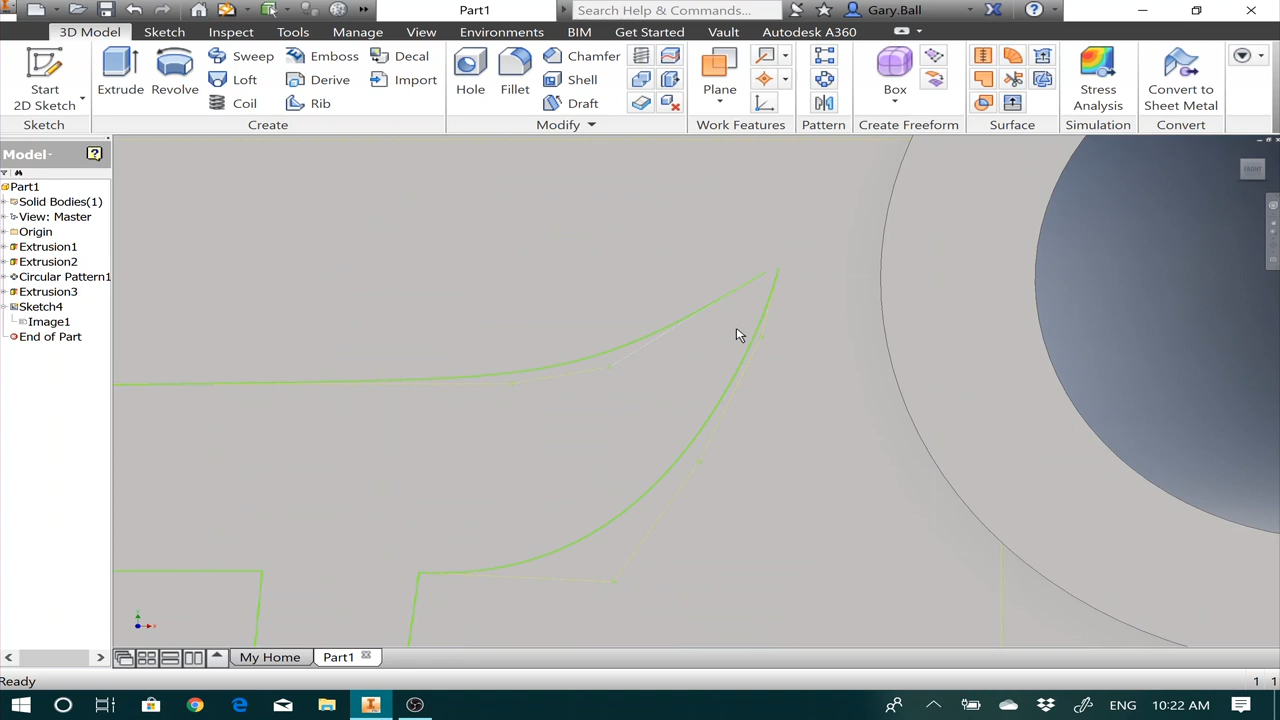 Part1
Search Help & Commands...
Gary.Ball
3D Model
Sketch
Inspect
Tools
Manage
View
Environments
BIM
Get Started
Vault
Autodesk A360
Start
2D Sketch
Extrude
Revolve
Sweep
Loft
Coil
Emboss
Derive
Rib
Decal
Import
Hole
Fillet
Chamfer
Shell
Draft
Plane
Box
Stress
Analysis
Convert to
Sheet Metal
Sketch
Create
Modify
Work Features
Pattern
Create Freeform
Surface
Simulation
Convert
Model
Part1
Solid Bodies(1)
View: Master
Origin
Extrusion1
Extrusion2
Circular Pattern1
Extrusion3
Sketch4
Image1
End of Part
FRONT
My Home
Part1
Ready
1 1
ENG
10:22 AM